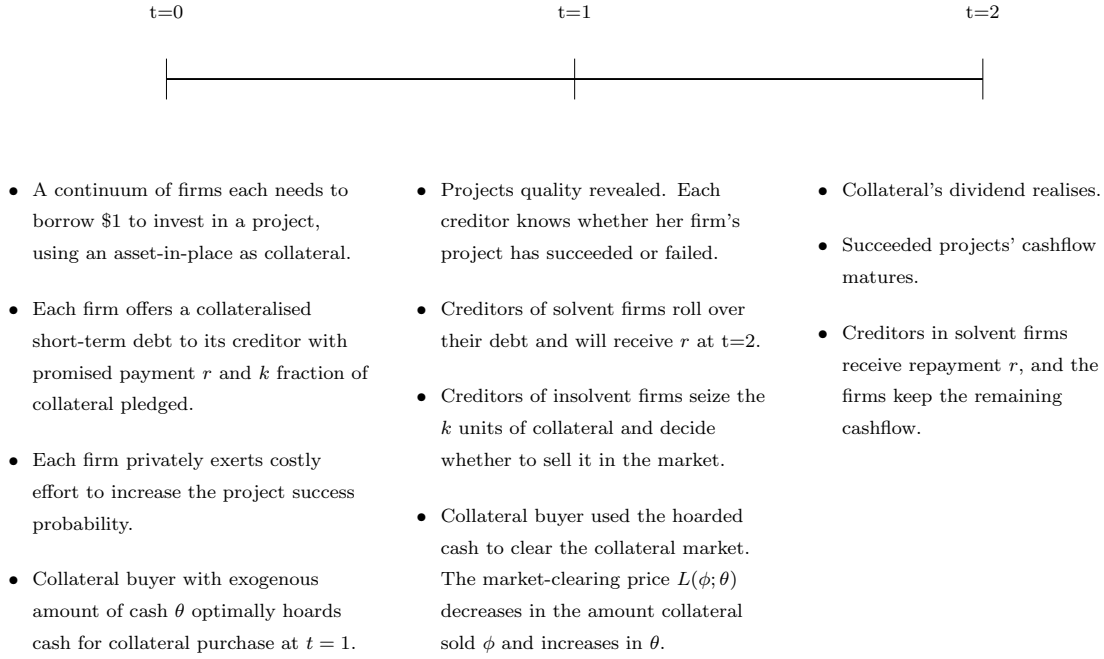 t=0
t=1
t=2
• A continuum of firms each needs to
borrow $1 to invest in a project,
using an asset-in-place as collateral.
• Each firm offers a collateralised
short-term debt to its creditor with
promised payment r and k fraction of
collateral pledged.
• Each firm privately exerts costly
effort to increase the project success
probability.
• Collateral buyer with exogenous
amount of cash θ optimally hoards
cash for collateral purchase at t = 1.
• Projects quality revealed. Each
creditor knows whether her firm's
project has succeeded or failed.
• Creditors of solvent firms roll over
their debt and will receive r at t=2.
• Creditors of insolvent firms seize the
k units of collateral and decide
whether to sell it in the market.
• Collateral buyer used the hoarded
cash to clear the collateral market.
The market-clearing price L(ϕ; θ)
decreases in the amount collateral
sold ϕ and increases in θ.
• Collateral's dividend realises.
• Succeeded projects' cashflow
matures.
• Creditors in solvent firms
receive repayment r, and the
firms keep the remaining
cashflow.